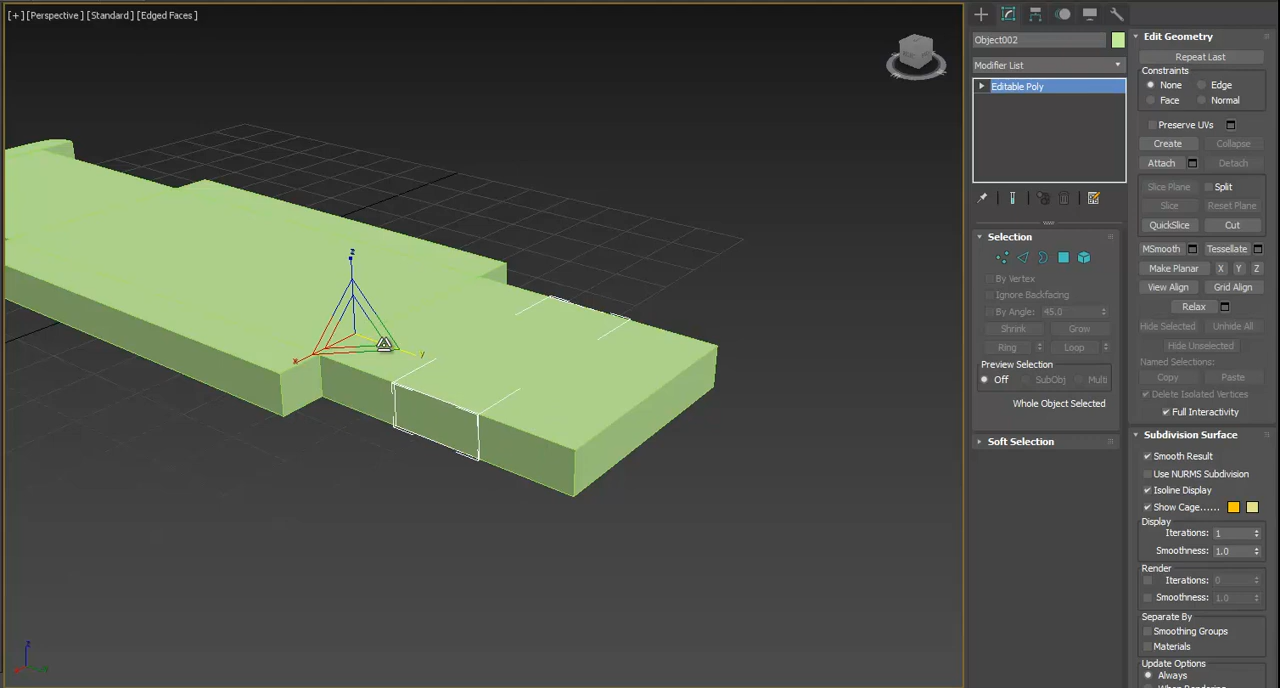 [+] [Perspective ] [Standard ] [Edged Faces ]
z
x
y
z
Object002
Modifier List
Editable Poly
Selection
By Vertex
Ignore Backfacing
By Angle: 45.0
Shrink Grow
Ring Loop
Preview Selection
Off SubObj Multi
Whole Object Selected
Soft Selection
Edit Geometry
Repeat Last
Constraints
None Edge
Face Normal
Preserve UVs
Create Collapse
Attach Detach
Slice Plane Split
Slice Reset Plane
QuickSlice Cut
MSmooth Tessellate
Make Planar X Y Z
View Align Grid Align
Relax
Hide Selected Unhide All
Hide Unselected
Named Selections:
Copy Paste
Delete Isolated Vertices
Full Interactivity
Subdivision Surface
Smooth Result
Use NURMS Subdivision
Isoline Display
Show Cage......
Display
Iterations: 1
Smoothness: 1.0
Render
Iterations: 0
Smoothness: 1.0
Separate By
Smoothing Groups
Materials
Update Options
Always
When Rendering